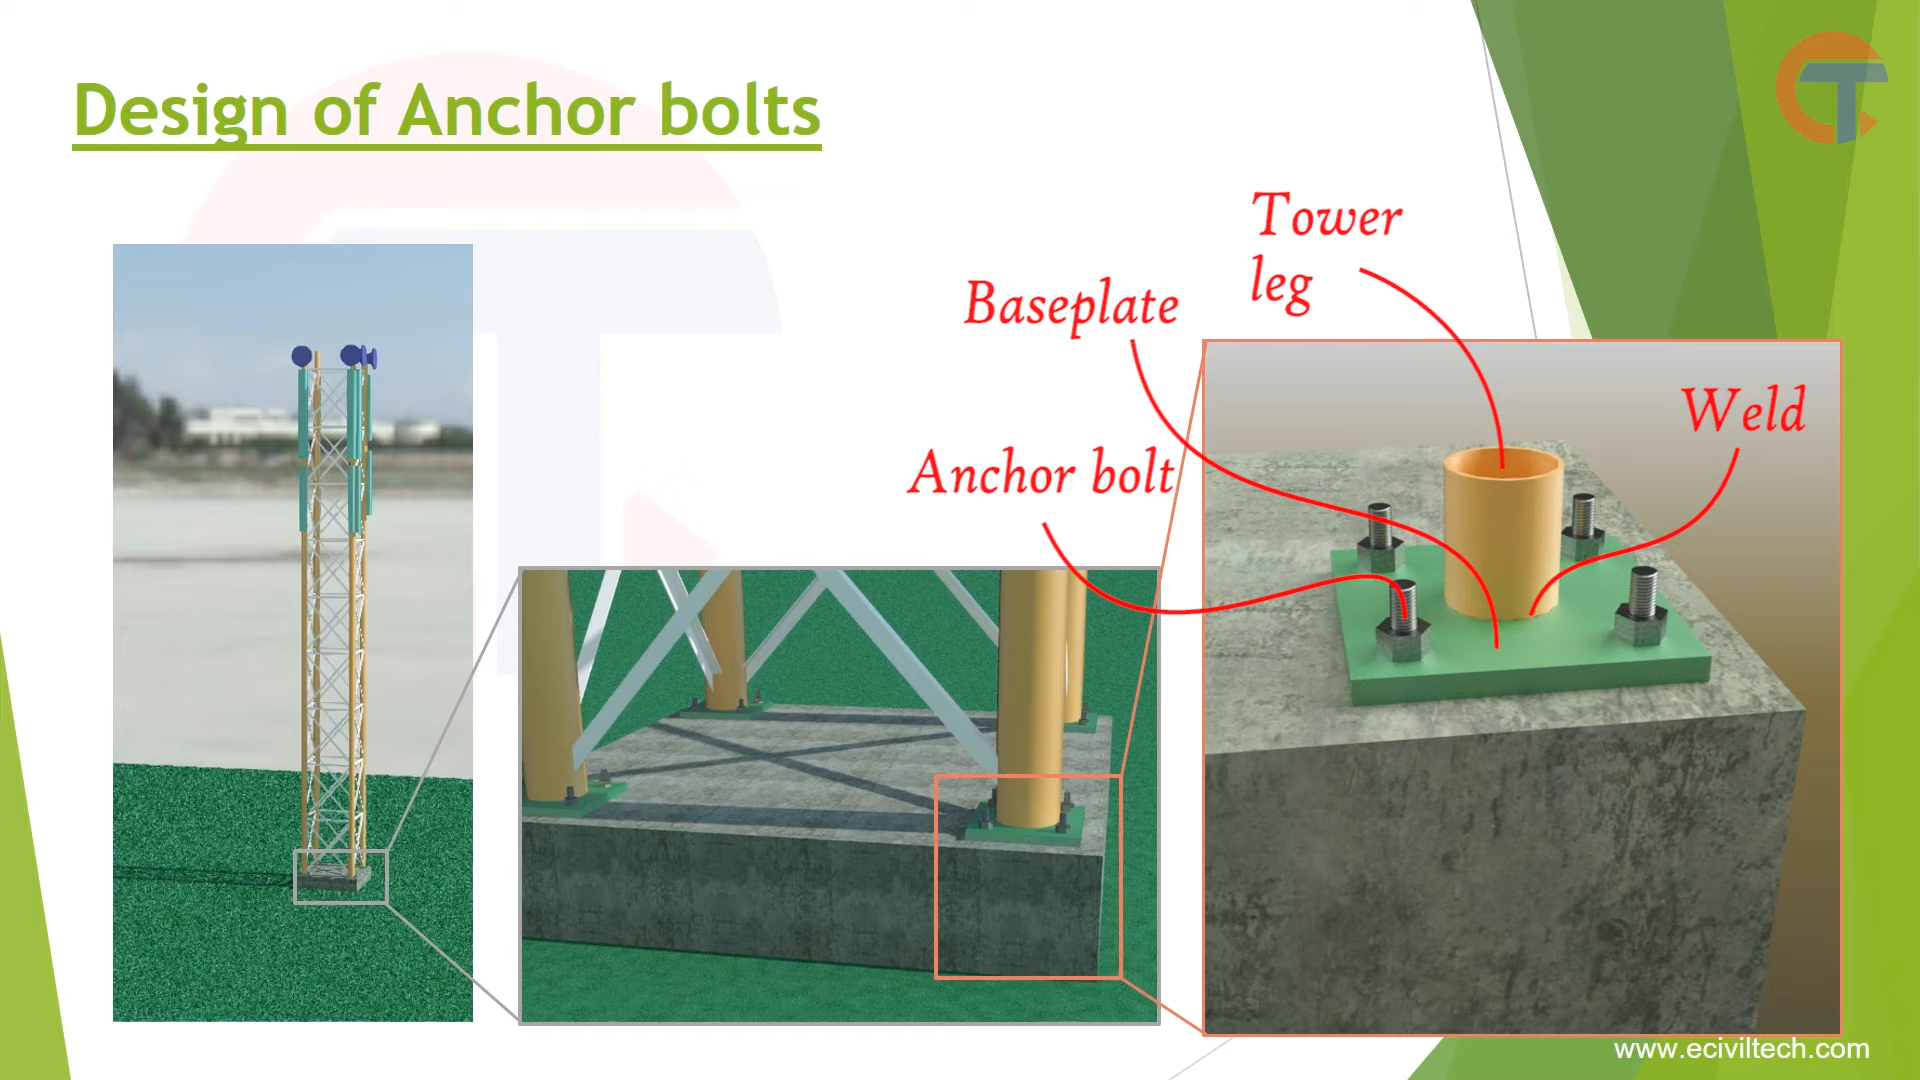 Design of Anchor bolts
Tower
leg
Baseplate
Weld
Anchor bolt
www.eciviltech.com